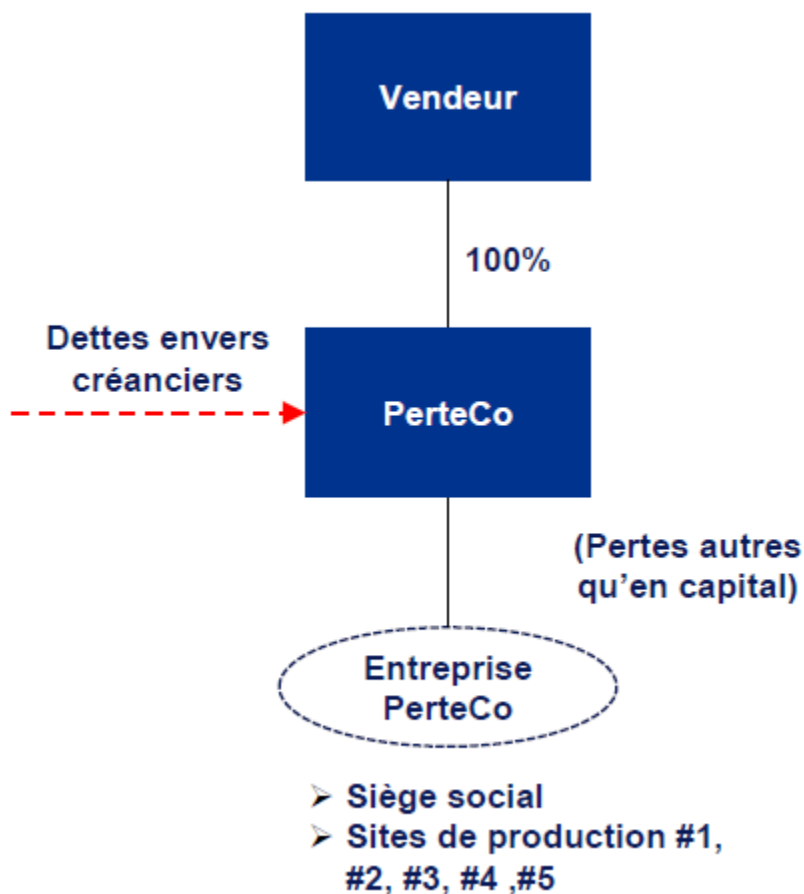 Vendeur
100%
Dettes envers
créanciers
PerteCo
(Pertes autres
qu'en capital)
Entreprise
PerteCo
➢ Siège social
➢ Sites de production #1,
#2, #3, #4 ,#5